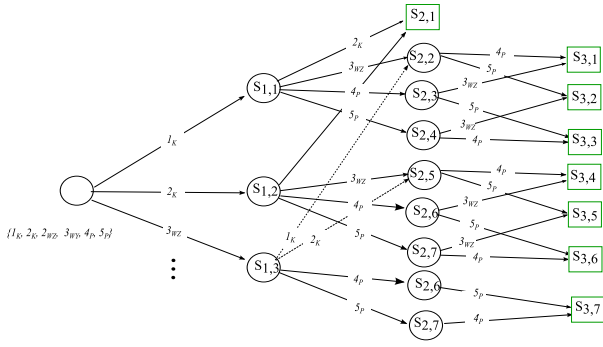 S2,1
2K
S2,2
4P
S3,1
3WZ
5P
S1,1
4P
S2,3
3WZ
S3,2
5P
5P
S2,4
3WZ
4P
S3,3
1K
S2,5
4P
S3,4
3WZ
5P
2K
S1,2
4P
S2,6
3WZ
S3,5
5P
5P
{1K, 2K, 2WZ, 3WY, 4P, 5P}
3WZ
1K
2K
S2,7
3WZ
4P
S3,6
S1,3
4P
S2,6
5P
5P
S3,7
S2,7
4P